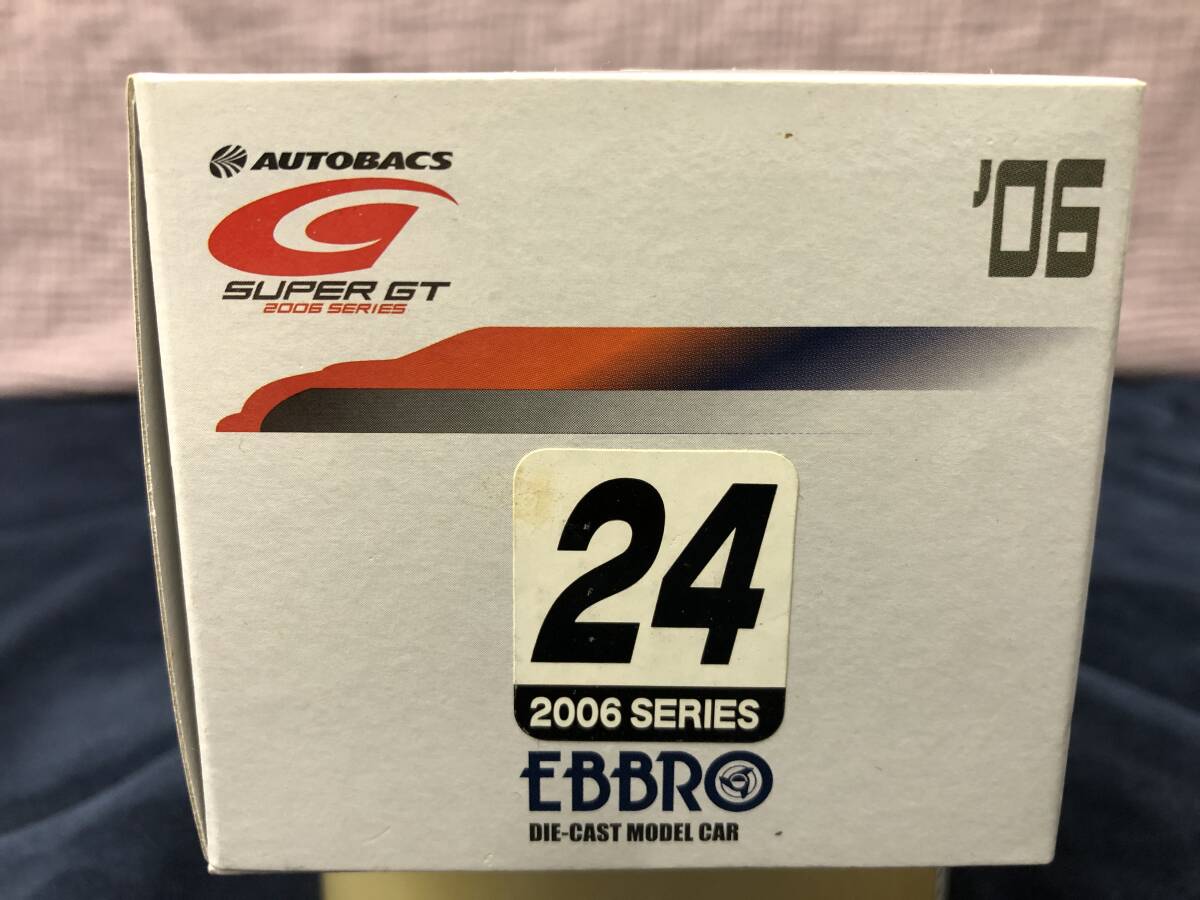 AUTOBACS
SUPER GT
2006 SERIES
'06
24
2006 SERIES
EBBRO
DIE-CAST MODEL CAR